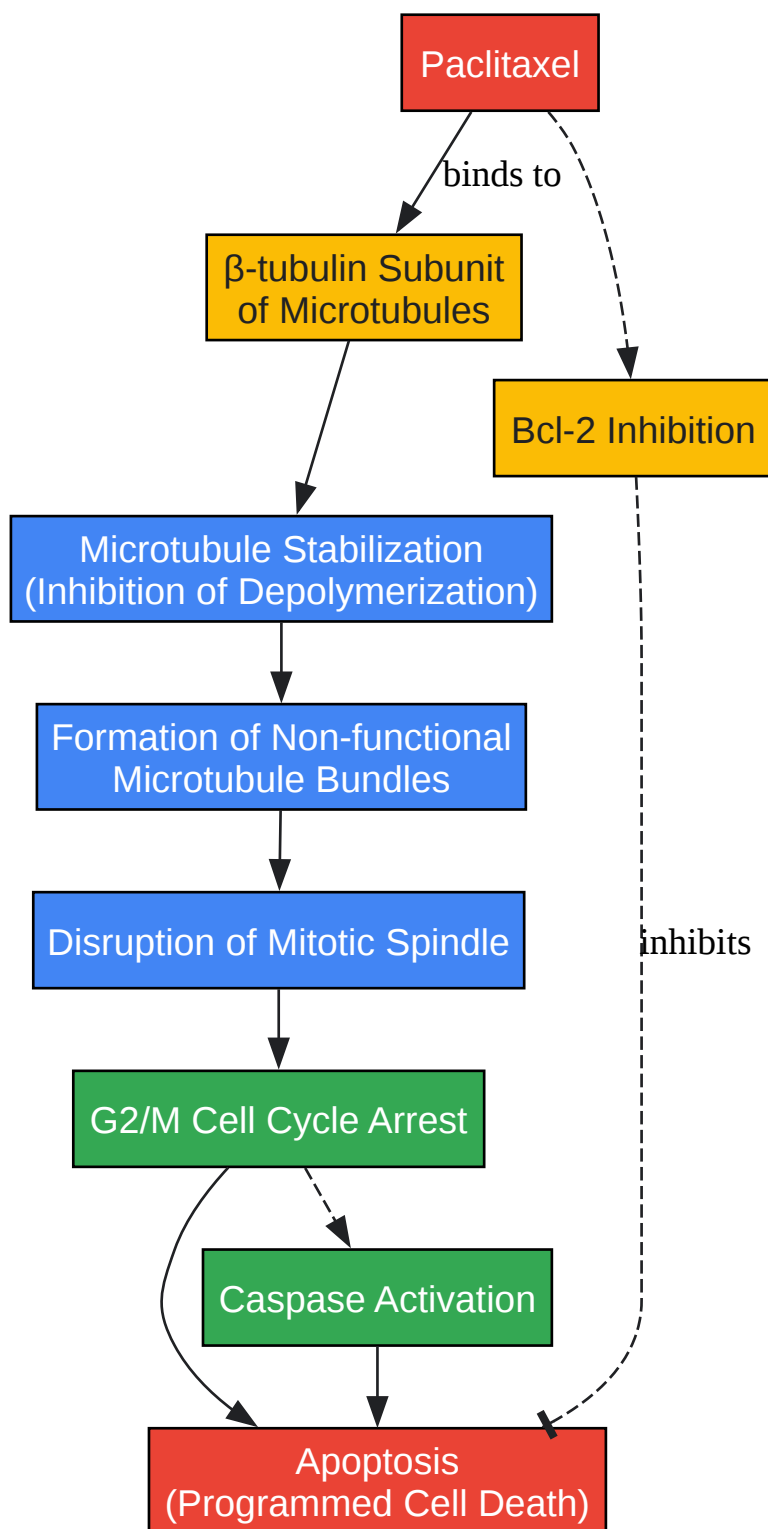 Paclitaxel
binds to
β-tubulin Subunit
of Microtubules
Bcl-2 Inhibition
Microtubule Stabilization
(Inhibition of Depolymerization)
Formation of Non-functional
Microtubule Bundles
Disruption of Mitotic Spindle
inhibits
G2/M Cell Cycle Arrest
Caspase Activation
Apoptosis
(Programmed Cell Death)